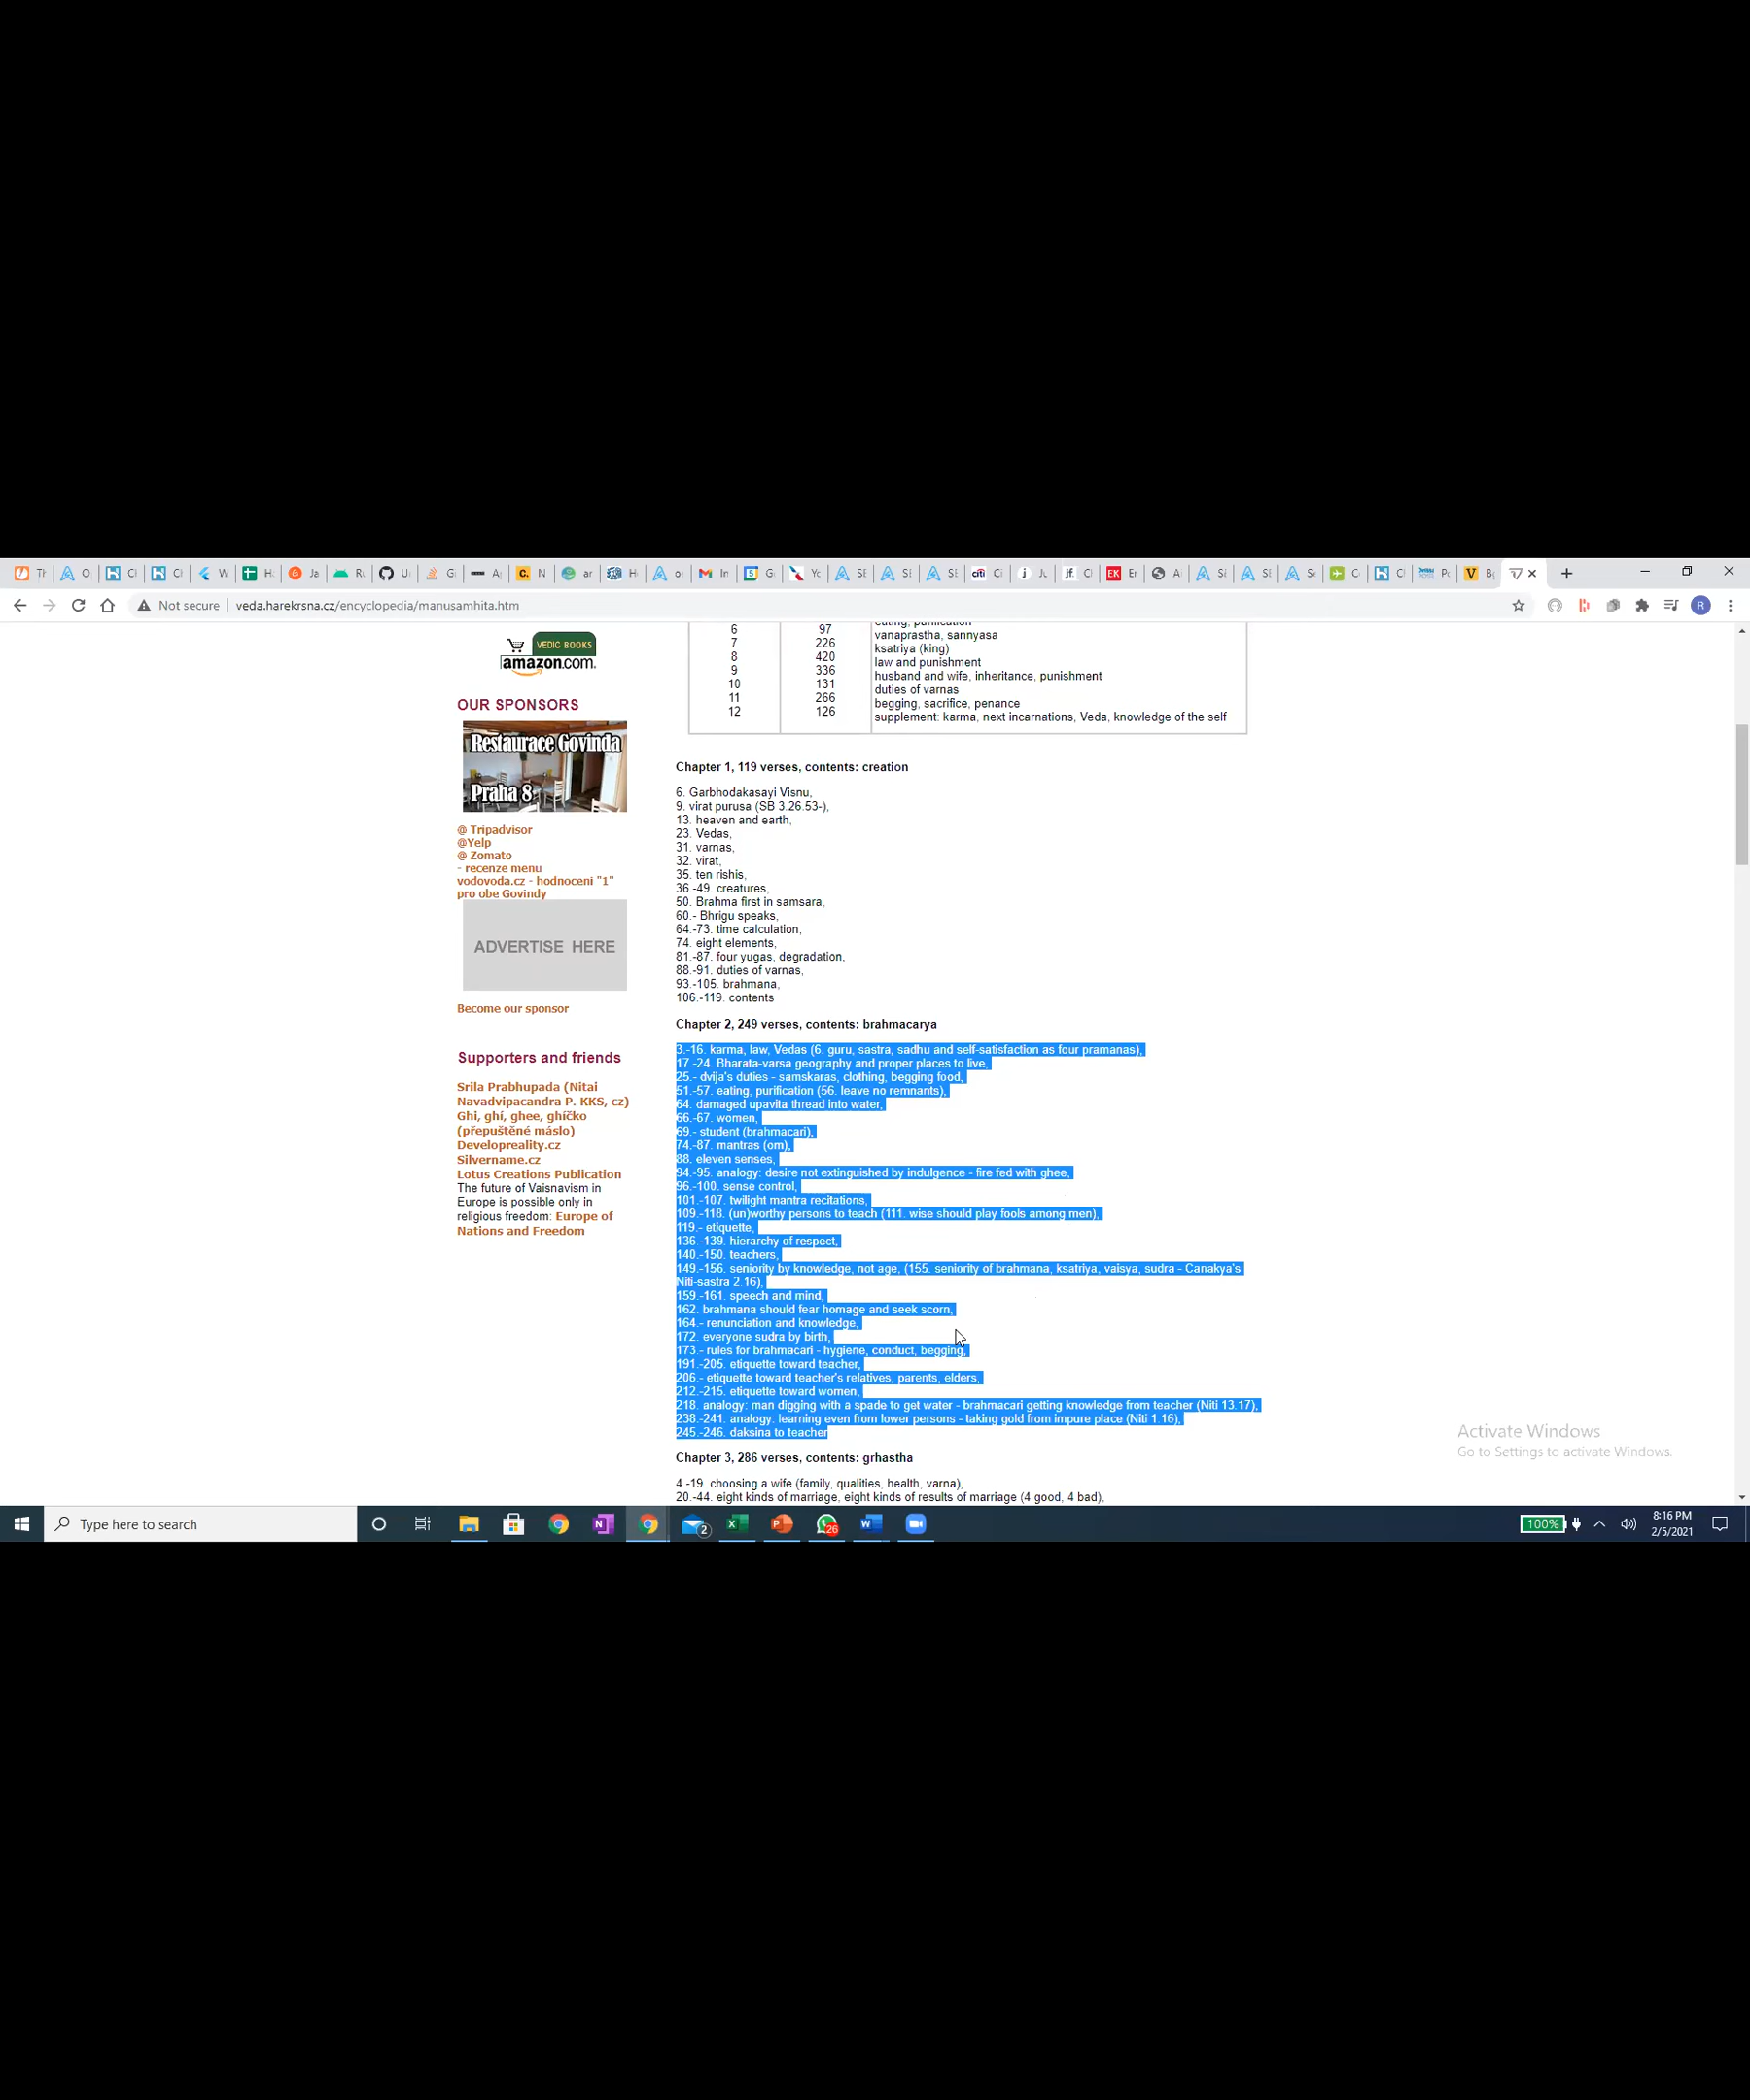 Not secure | veda.harekrsna.cz/encyclopedia/manusamhita.htm
VEDIC BOOKS
amazon.com.
OUR SPONSORS
Restaurace Govinda
Praha 8
@ Tripadvisor
@Yelp
@ Zomato
- recenze menu
vodovoda.cz - hodnoceni "1"
pro obe Govindy
ADVERTISE HERE
Become our sponsor
Supporters and friends
Srila Prabhupada (Nitai
Navadvipacandra P. KKS, cz)
Ghi, ghí, ghee, ghíčko
(přepuštěné máslo)
Developreality.cz
Silvername.cz
Lotus Creations Publication
The future of Vaisnavism in
Europe is possible only in
religious freedom: Europe of
Nations and Freedom
eating, purification
6 97 vanaprastha, sannyasa
7 226 ksatriya (king)
8 420 law and punishment
9 336 husband and wife, inheritance, punishment
10 131 duties of varnas
11 266 begging, sacrifice, penance
12 126 supplement: karma, next incarnations, Veda, knowledge of the self
Chapter 1, 119 verses, contents: creation
6. Garbhodakasayi Visnu,
9. virat purusa (SB 3.26.53-),
13. heaven and earth,
23. Vedas,
31. varnas,
32. virat,
35. ten rishis,
36.-49. creatures,
50. Brahma first in samsara,
60.- Bhrigu speaks,
64.-73. time calculation,
74. eight elements,
81.-87. four yugas, degradation,
88.-91. duties of varnas,
93.-105. brahmana,
106.-119. contents
Chapter 2, 249 verses, contents: brahmacarya
3.-16. karma, law, Vedas (6. guru, sastra, sadhu and self-satisfaction as four pramanas),
17.-24. Bharata-varsa geography and proper places to live,
25.- dvija's duties - samskaras, clothing, begging food,
51.-57. eating, purification (56. leave no remnants),
64. damaged upavita thread into water,
66.-67. women,
69.- student (brahmacari),
74.-87. mantras (om),
88. eleven senses,
94.-95. analogy: desire not extinguished by indulgence - fire fed with ghee,
96.-100. sense control,
101.-107. twilight mantra recitations,
109.-118. (un)worthy persons to teach (111. wise should play fools among men),
119.- etiquette,
136.-139. hierarchy of respect,
140.-150. teachers,
149.-156. seniority by knowledge, not age, (155. seniority of brahmana, ksatriya, vaisya, sudra - Canakya's
Niti-sastra 2.16),
159.-161. speech and mind,
162. brahmana should fear homage and seek scorn,
164.- renunciation and knowledge,
172. everyone sudra by birth,
173.- rules for brahmacari - hygiene, conduct, begging,
191.-205. etiquette toward teacher,
206.- etiquette toward teacher's relatives, parents, elders,
212.-215. etiquette toward women,
218. analogy: man digging with a spade to get water - brahmacari getting knowledge from teacher (Niti 13.17),
238.-241. analogy: learning even from lower persons - taking gold from impure place (Niti 1.16),
245.-246. daksina to teacher
Chapter 3, 286 verses, contents: grhastha
4.-19. choosing a wife (family, qualities, health, varna),
20.-44. eight kinds of marriage, eight kinds of results of marriage (4 good, 4 bad),
Activate Windows
Go to Settings to activate Windows.
Type here to search
2
26
100%
8:16 PM
2/5/2021